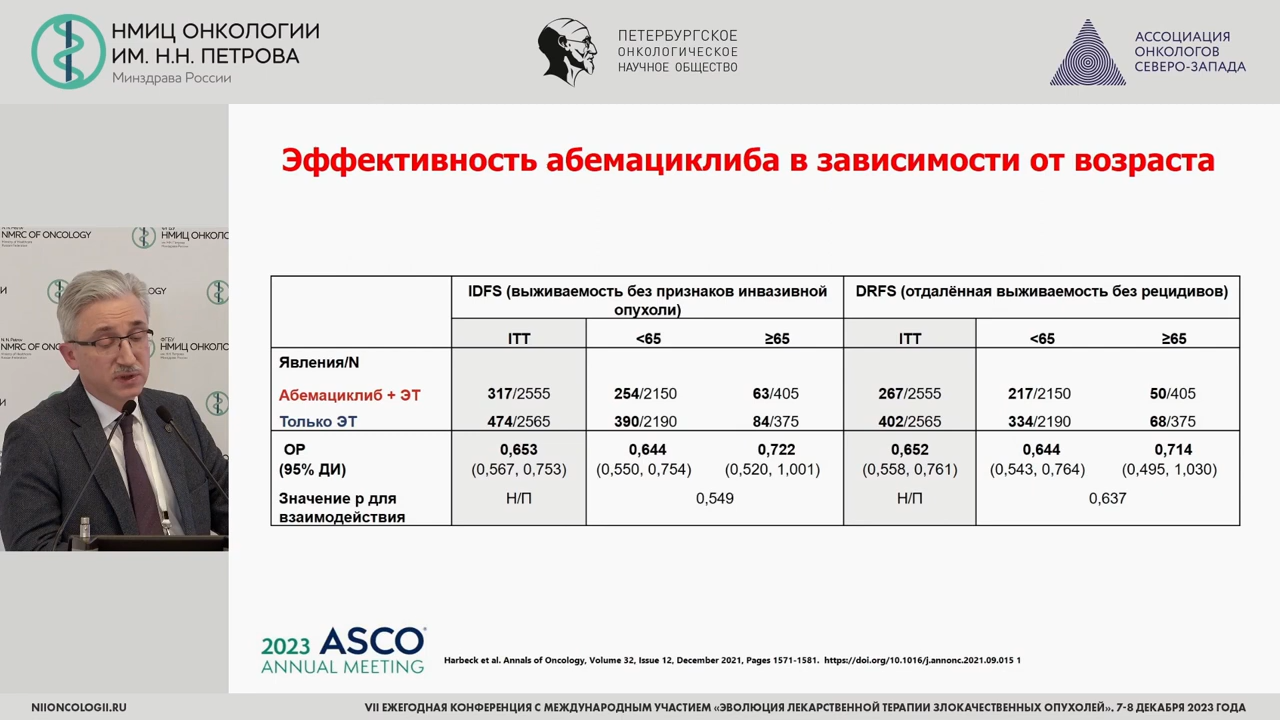 НМИЦ ОНКОЛОГИИ
ИМ. Н.Н. ПЕТРОВА
Минздрава России
ПЕТЕРБУРГСКОЕ
ОНКОЛОГИЧЕСКОЕ
НАУЧНОЕ ОБЩЕСТВО
АССОЦИАЦИЯ
ОНКОЛОГОВ
СЕВЕРО-ЗАПАДА
Эффективность абемациклиба в зависимости от возраста
NMRC OF ONCOLOGY
НМИЦ ОНКОЛО
IDFS (выживаемость без признаков инвазивной
опухоли)
DRFS (отдалённая выживаемость без рецидивов)
ITT <65 ≥65 ITT <65 ≥65
Явления/N
Абемациклиб + ЭТ 317/2555 254/2150 63/405 267/2555 217/2150 50/405
Только ЭТ 474/2565 390/2190 84/375 402/2565 334/2190 68/375
ОР 0,653 0,644 0,722 0,652 0,644 0,714
(95% ДИ) (0,567, 0,753) (0,550, 0,754) (0,520, 1,001) (0,558, 0,761) (0,543, 0,764) (0,495, 1,030)
Значение p для
взаимодействия
Н/П 0,549 Н/П 0,637
2023 ASCO
ANNUAL MEETING
Harbeck et al. Annals of Oncology, Volume 32, Issue 12, December 2021, Pages 1571-1581. https://doi.org/10.1016/j.annonc.2021.09.015 1
NIIONCOLOGII.RU
VII ЕЖЕГОДНАЯ КОНФЕРЕНЦИЯ С МЕЖДУНАРОДНЫМ УЧАСТИЕМ «ЭВОЛЮЦИЯ ЛЕКАРСТВЕННОЙ ТЕРАПИИ ЗЛОКАЧЕСТВЕННЫХ ОПУХОЛЕЙ». 7-8 ДЕКАБРЯ 2023 ГОДА